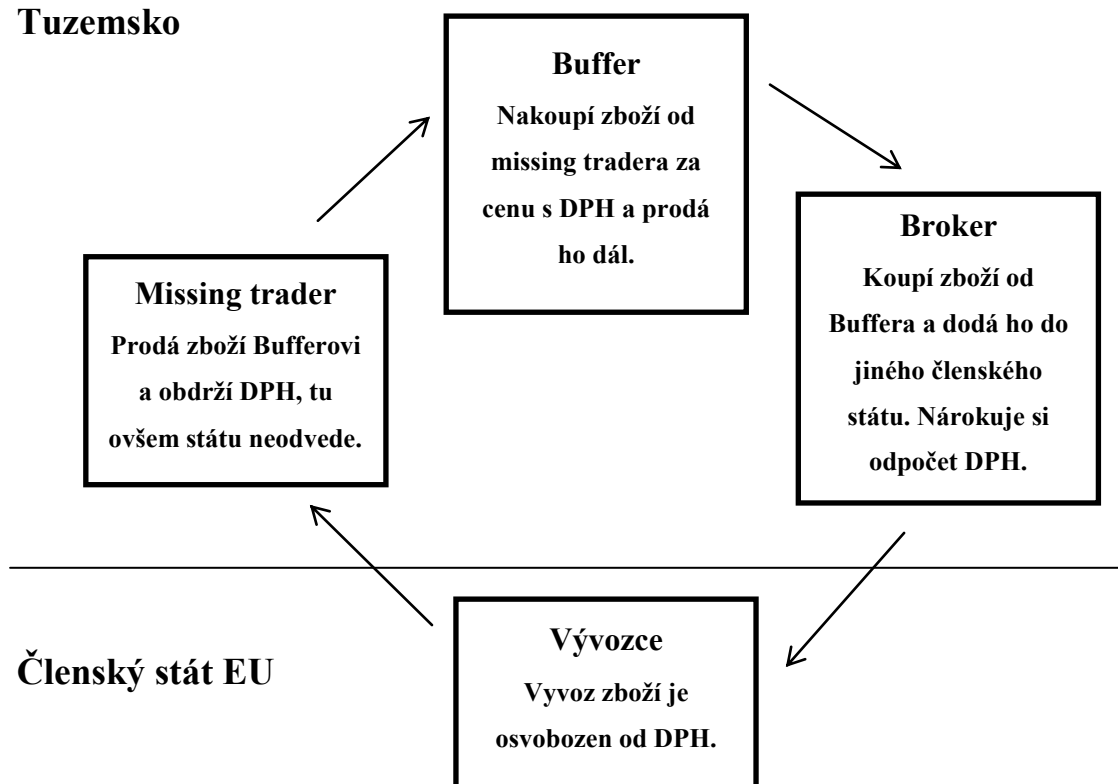 Tuzemsko
Buffer
Nakoupí zboží od
missing tradera za
cenu s DPH a prodá
ho dál.
Broker
Koupí zboží od
Buffera a dodá ho do
jiného členského
státu. Nárokuje si
odpočet DPH.
Missing trader
Prodá zboží Bufferovi
a obdrží DPH, tu
ovšem státu neodvede.
Členský stát EU
Vývozce
Vyvoz zboží je
osvobozen od DPH.